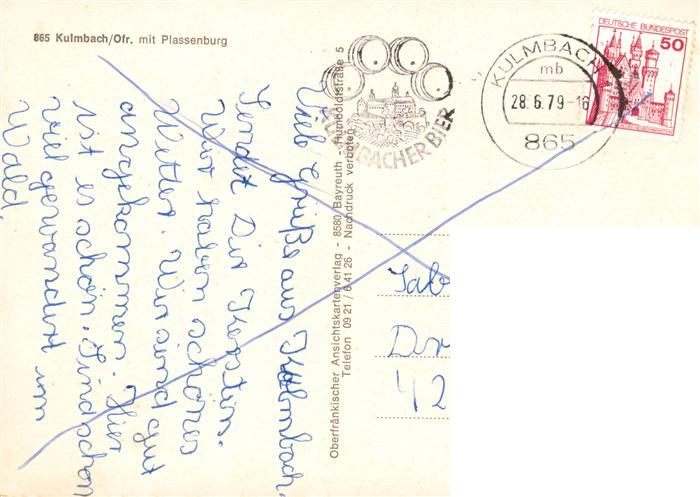 865 Kulmbach/Ofr. mit Plassenburg
Viele Grüße aus Kulmbach.
Sendet Dir Kerstin.
Wir haben schönes
Wetter. Wir sind gut
angekommen. Hier
ist es schön. Sind schon
viel gewandert im
Wald.
Oberfränkischer Ansichtskartenverlag - 8580 Bayreuth - Humboldtstraße 5
Telefon 09 21 / 6 41 26 - Nachdruck verboten
KULMBACHER BIER
KULMBACH
mb
28.6.79-16
865
DEUTSCHE BUNDESPOST
50
42